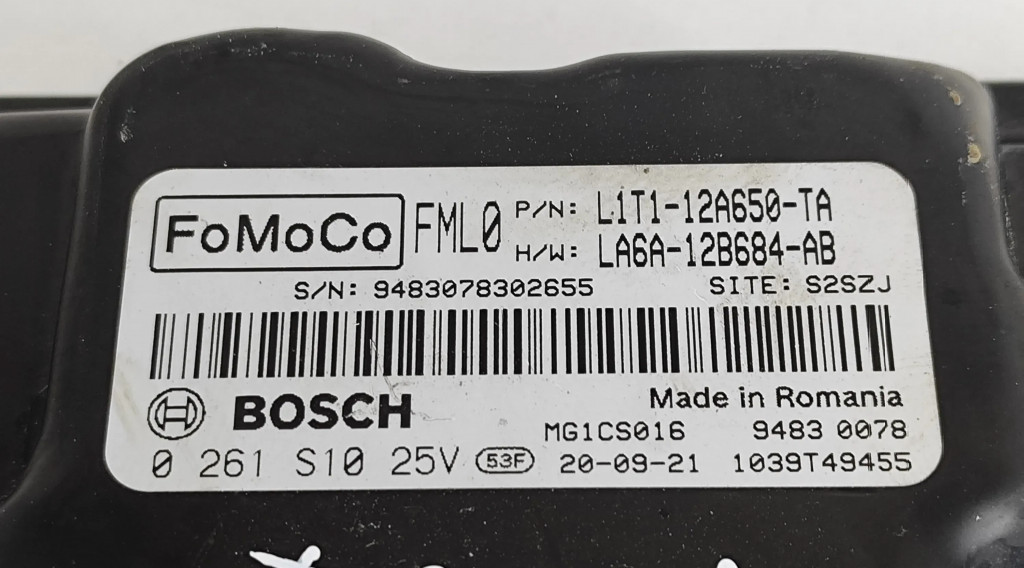 FoMoCo FML0 P/N: L1T1-12A650-TA
H/W: LA6A-12B684-AB
S/N: 9483078302655 SITE: S2SZJ
BOSCH Made in Romania
MG1CS016 9483 0078
0 261 S10 25V 53F 20-09-21 1039T49455